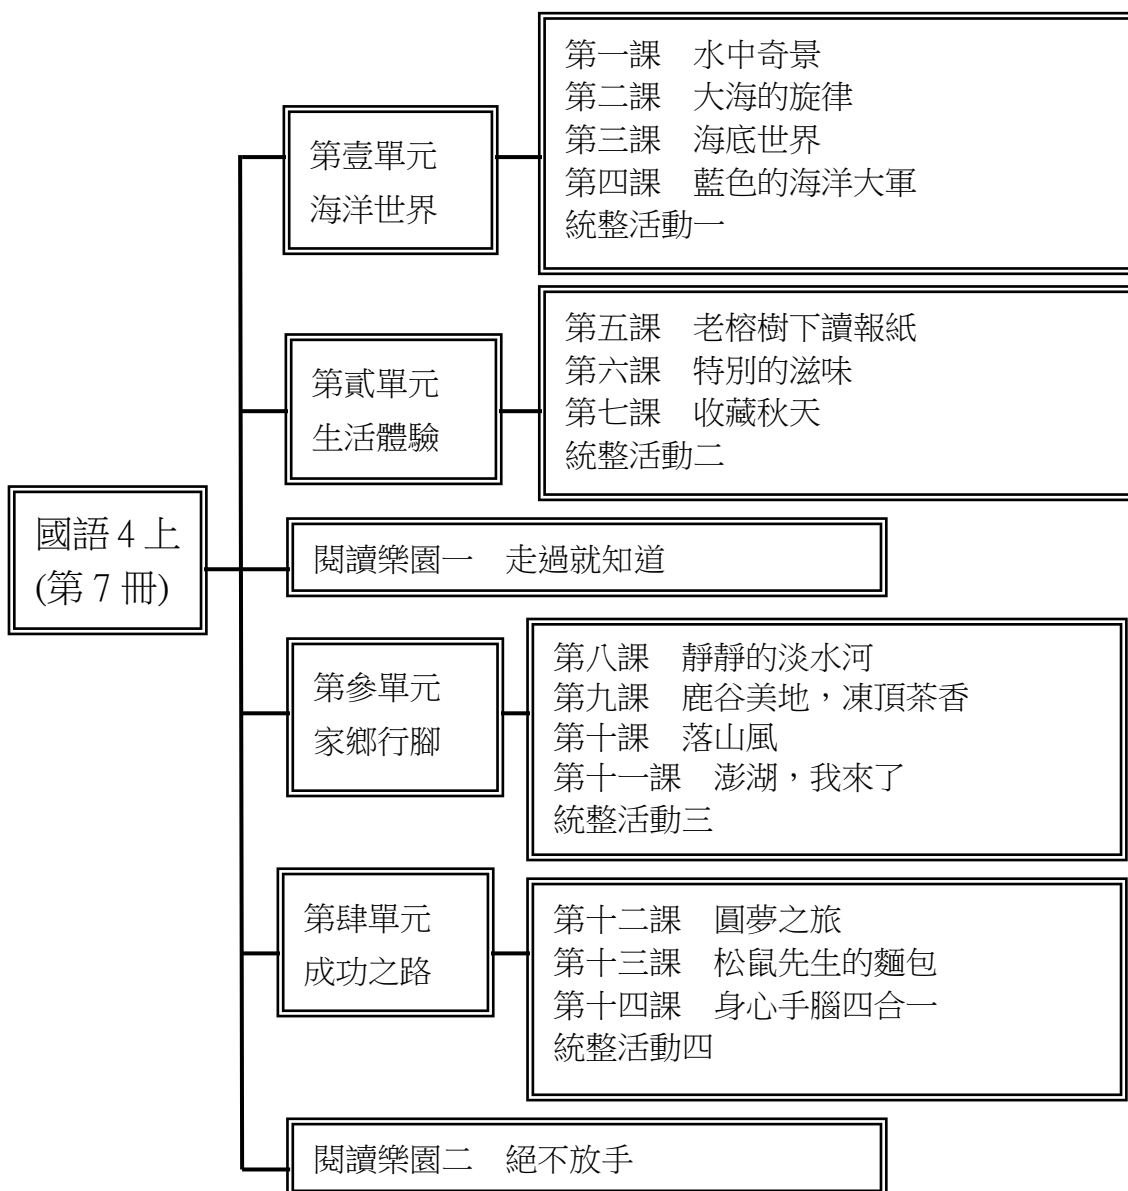 國語 4 上
(第 7 冊)
第壹單元
海洋世界
第一課 水中奇景
第二課 大海的旋律
第三課 海底世界
第四課 藍色的海洋大軍
統整活動一
第貳單元
生活體驗
第五課 老榕樹下讀報紙
第六課 特別的滋味
第七課 收藏秋天
統整活動二
閱讀樂園一 走過就知道
第參單元
家鄉行腳
第八課 靜靜的淡水河
第九課 鹿谷美地，凍頂茶香
第十課 落山風
第十一課 澎湖，我來了
統整活動三
第肆單元
成功之路
第十二課 圓夢之旅
第十三課 松鼠先生的麵包
第十四課 身心手腦四合一
統整活動四
閱讀樂園二 絕不放手